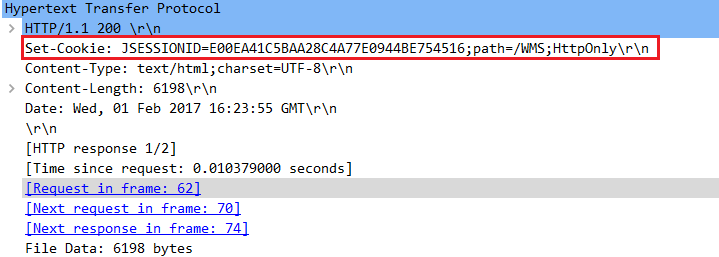 Hypertext Transfer Protocol
HTTP/1.1 200 \r\n
Set-Cookie: JSESSIONID=E00EA41C5BAA28C4A77E0944BE754516;path=/WMS;HttpOnly\r\n
Content-Type: text/html;charset=UTF-8\r\n
Content-Length: 6198\r\n
Date: Wed, 01 Feb 2017 16:23:55 GMT\r\n
\r\n
[HTTP response 1/2]
[Time since request: 0.010379000 seconds]
[Request in frame: 62]
[Next request in frame: 70]
[Next response in frame: 74]
File Data: 6198 bytes